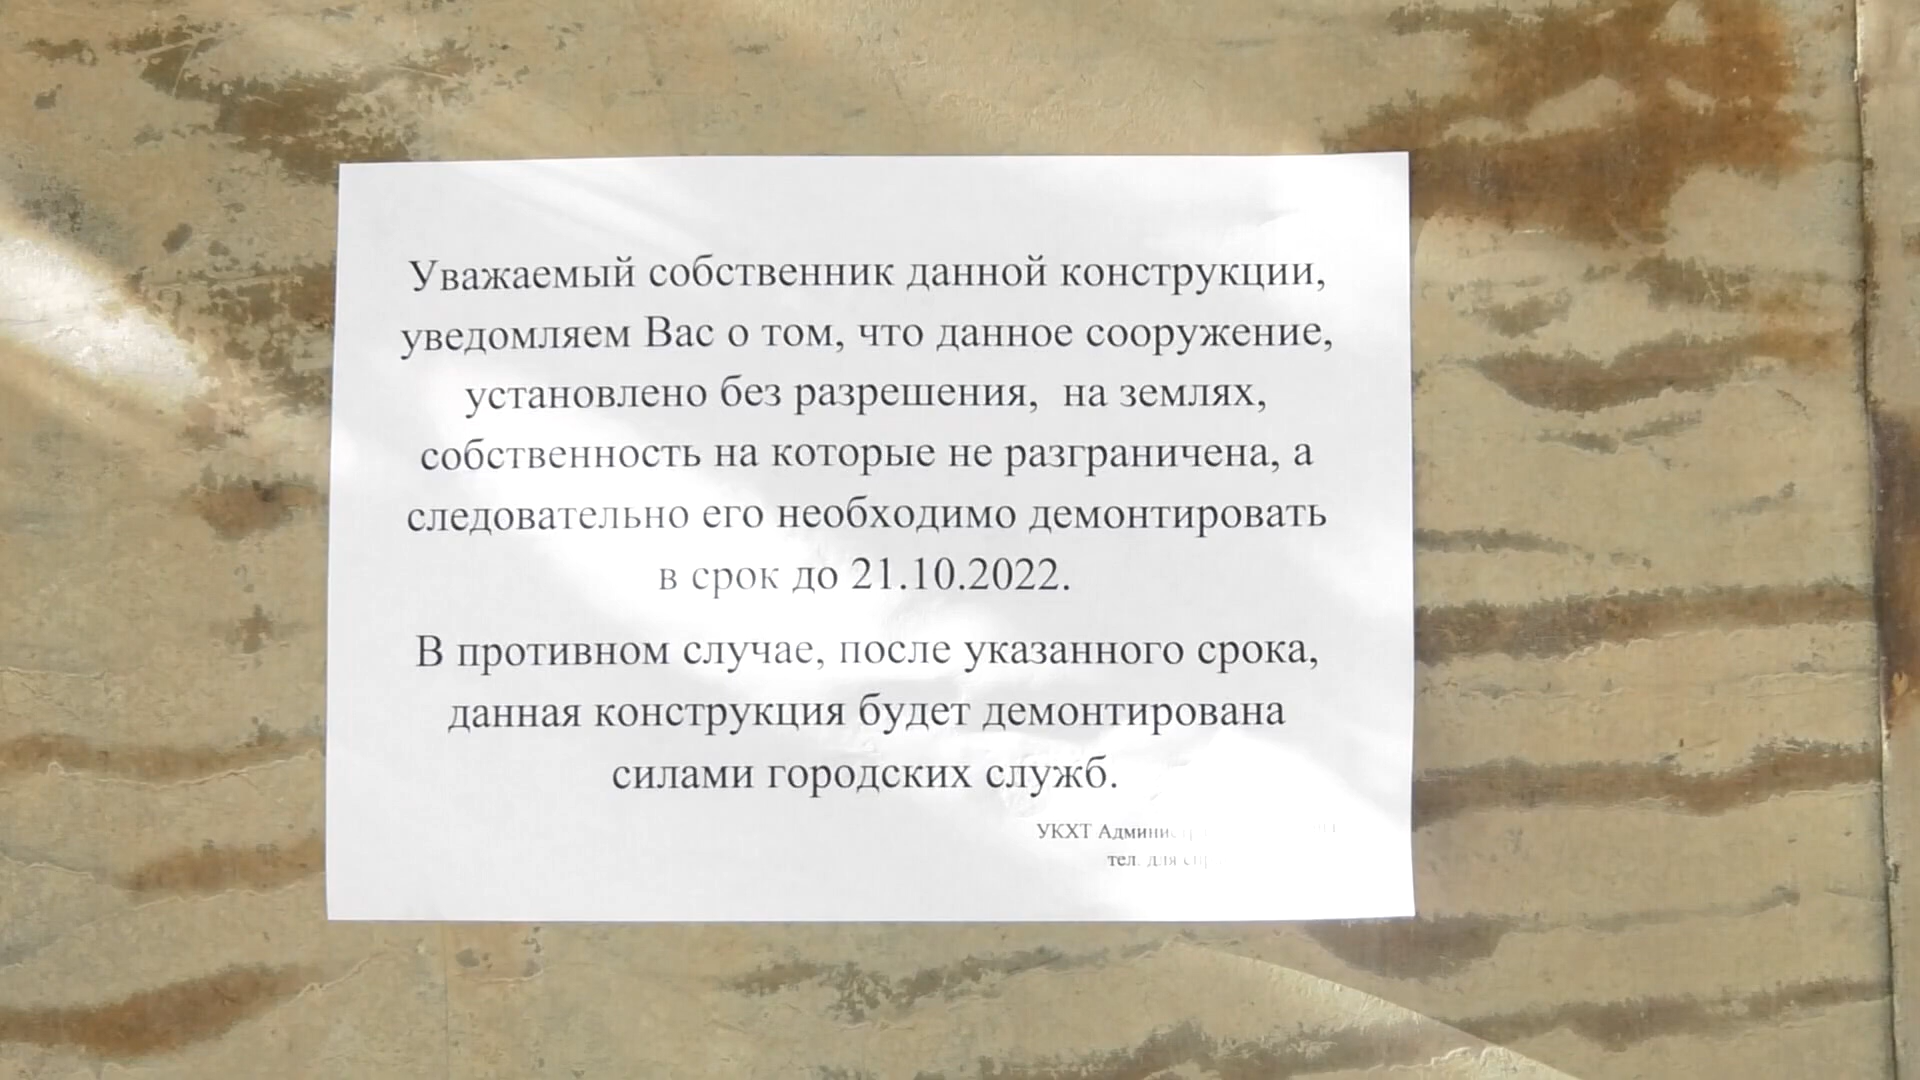 Уважаемый собственник данной конструкции,
уведомляем Вас о том, что данное сооружение,
установлено без разрешения, на землях,
собственность на которые не разграничена, а
следовательно его необходимо демонтировать
в срок до 21.10.2022.
В противном случае, после указанного срока,
данная конструкция будет демонтирована
силами городских служб.
УКХТ
тел. для